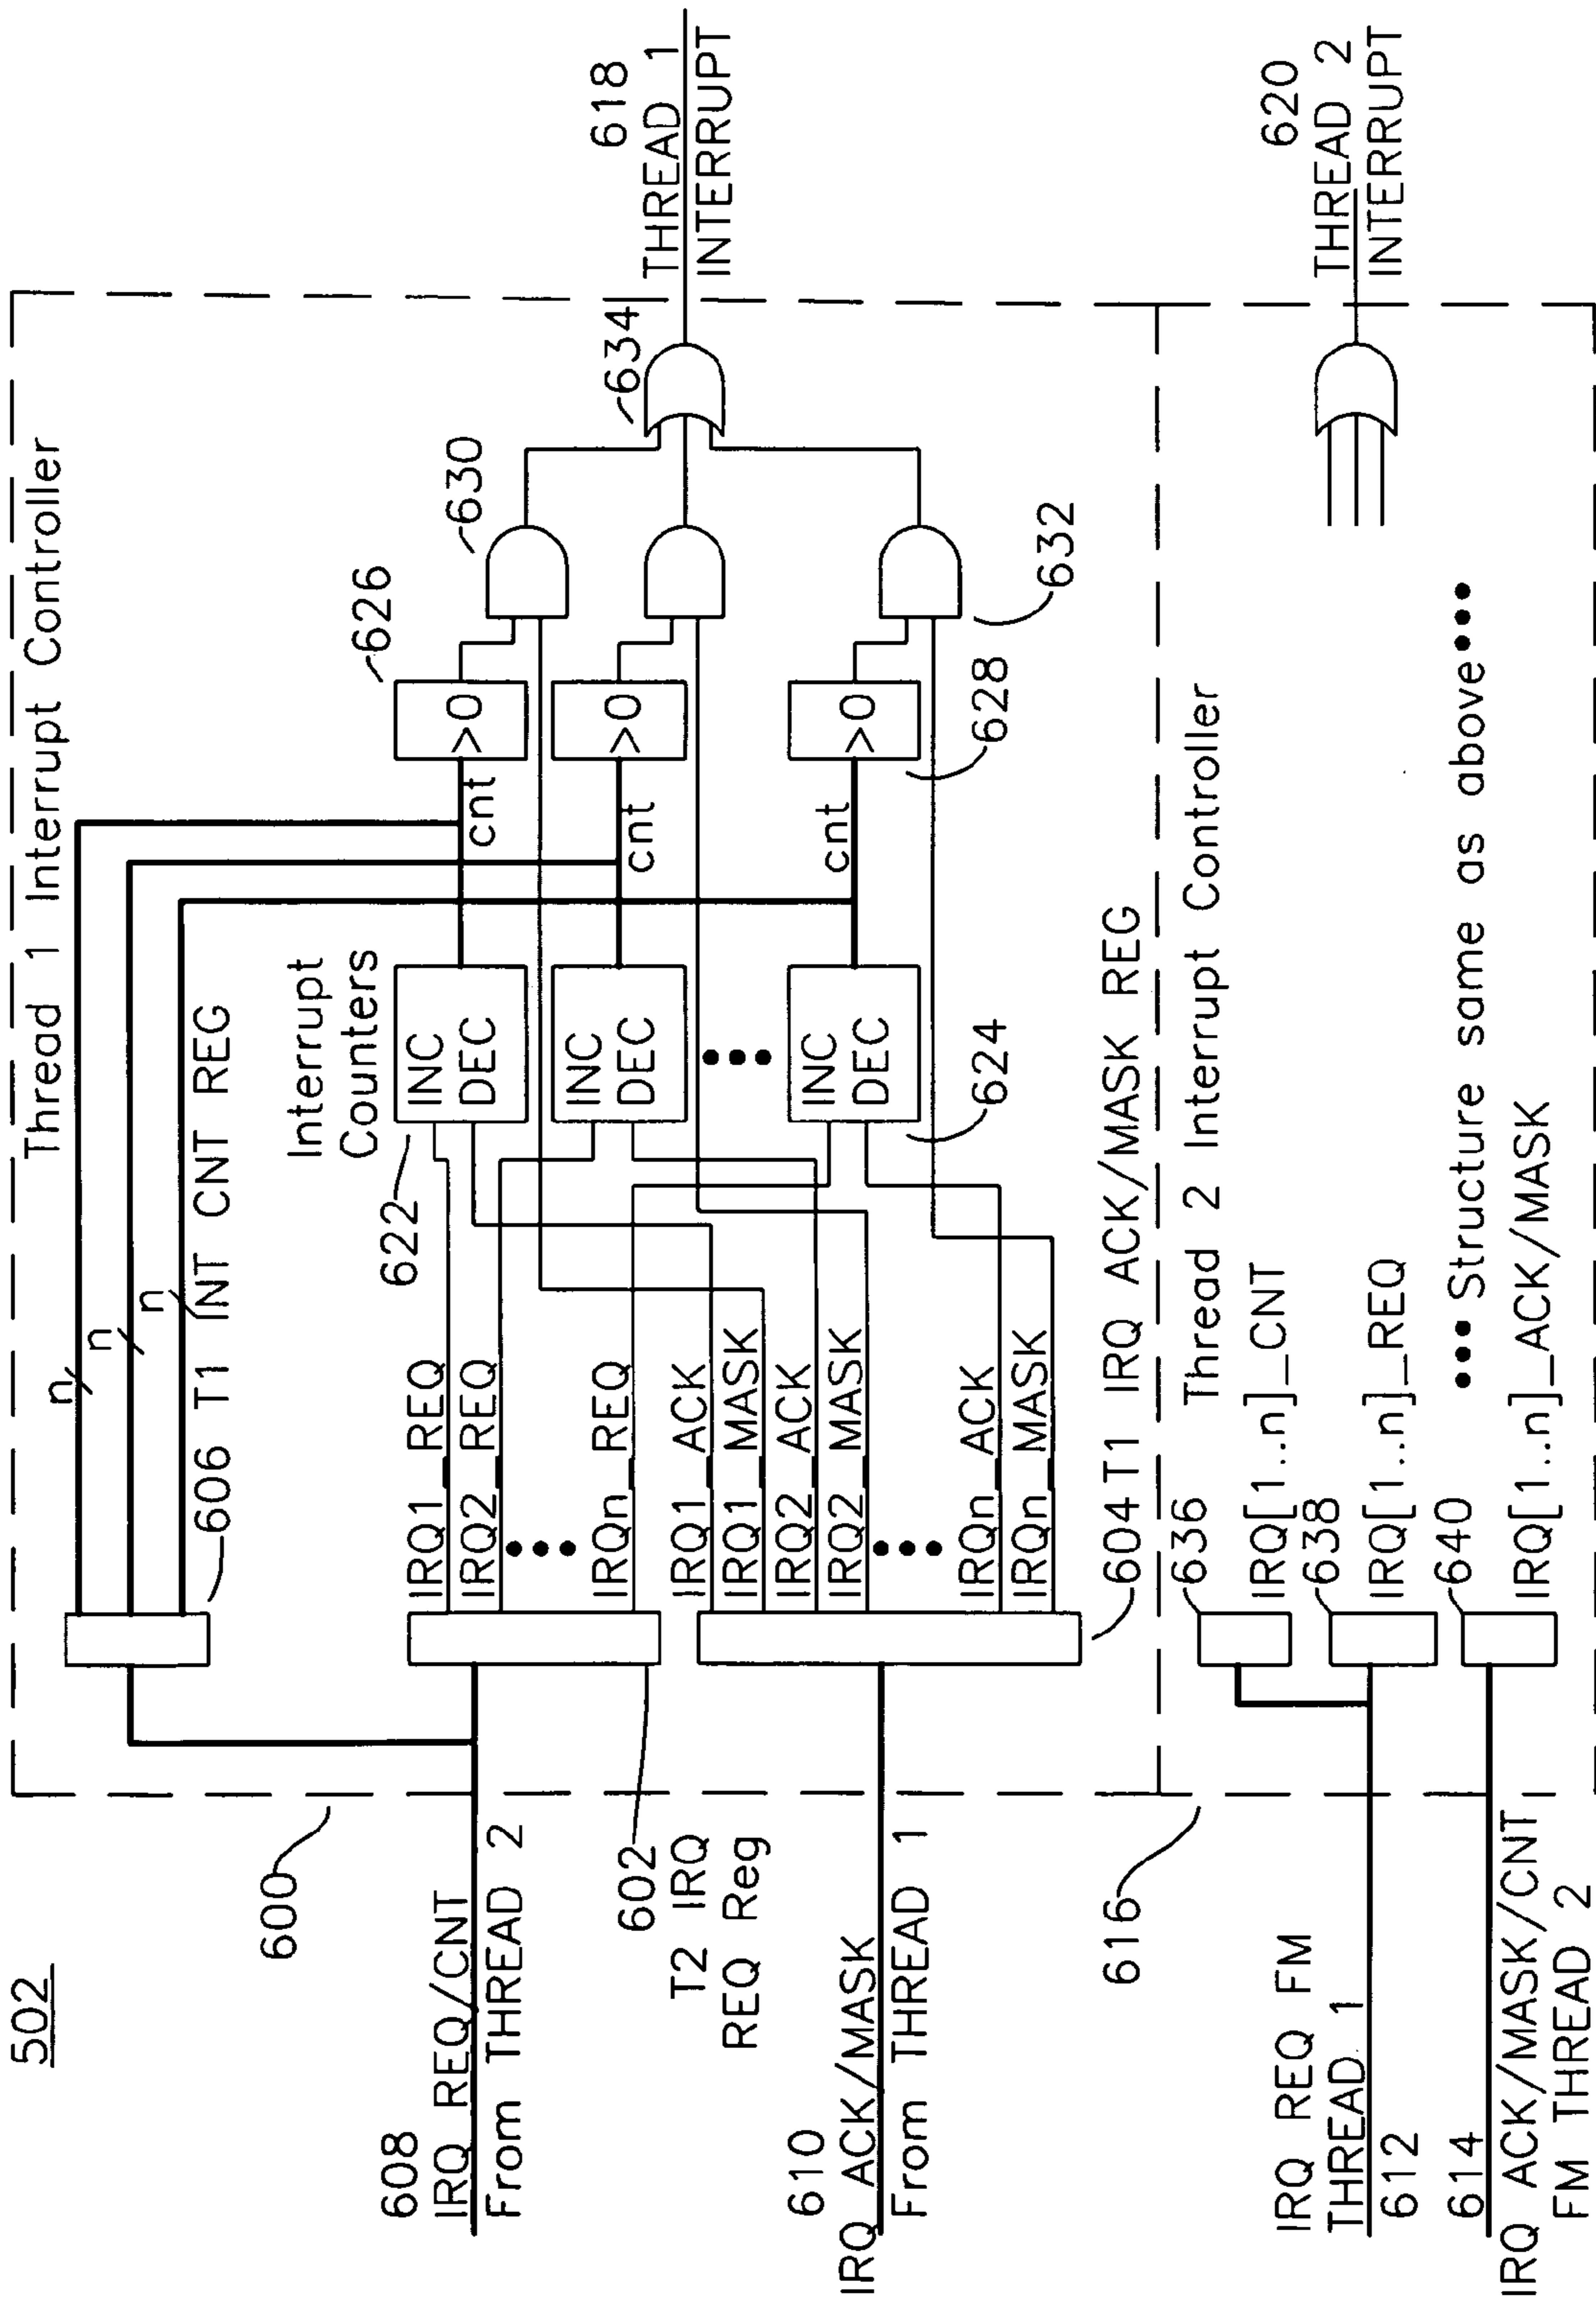 502
600
Thread 1 Interrupt Controller
n
n
n
606 T1 INT CNT REG
608
IRQ REQ/CNT
From THREAD 2
602
T2 IRQ
REQ Reg
IRQ1_REQ
IRQ2_REQ
IRQn_REQ
IRQ1_ACK
IRQ1_MASK
IRQ2_ACK
IRQ2_MASK
IRQn_ACK
IRQn_MASK
622
Interrupt
Counters
INC
DEC
INC
DEC
INC
DEC
624
cnt
cnt
cnt
626
>0
>0
>0
628
630
632
634
618
THREAD 1
INTERRUPT
610
IRQ ACK/MASK
From THREAD 1
604 T1 IRQ ACK/MASK REG
616
Thread 2 Interrupt Controller
636
IRQ[1..n]_CNT
638
IRQ[1..n]_REQ
640
IRQ[1..n]_ACK/MASK
Structure same as above
IRQ REQ FM
THREAD 1
612
614
IRQ ACK/MASK/CNT
FM THREAD 2
620
THREAD 2
INTERRUPT